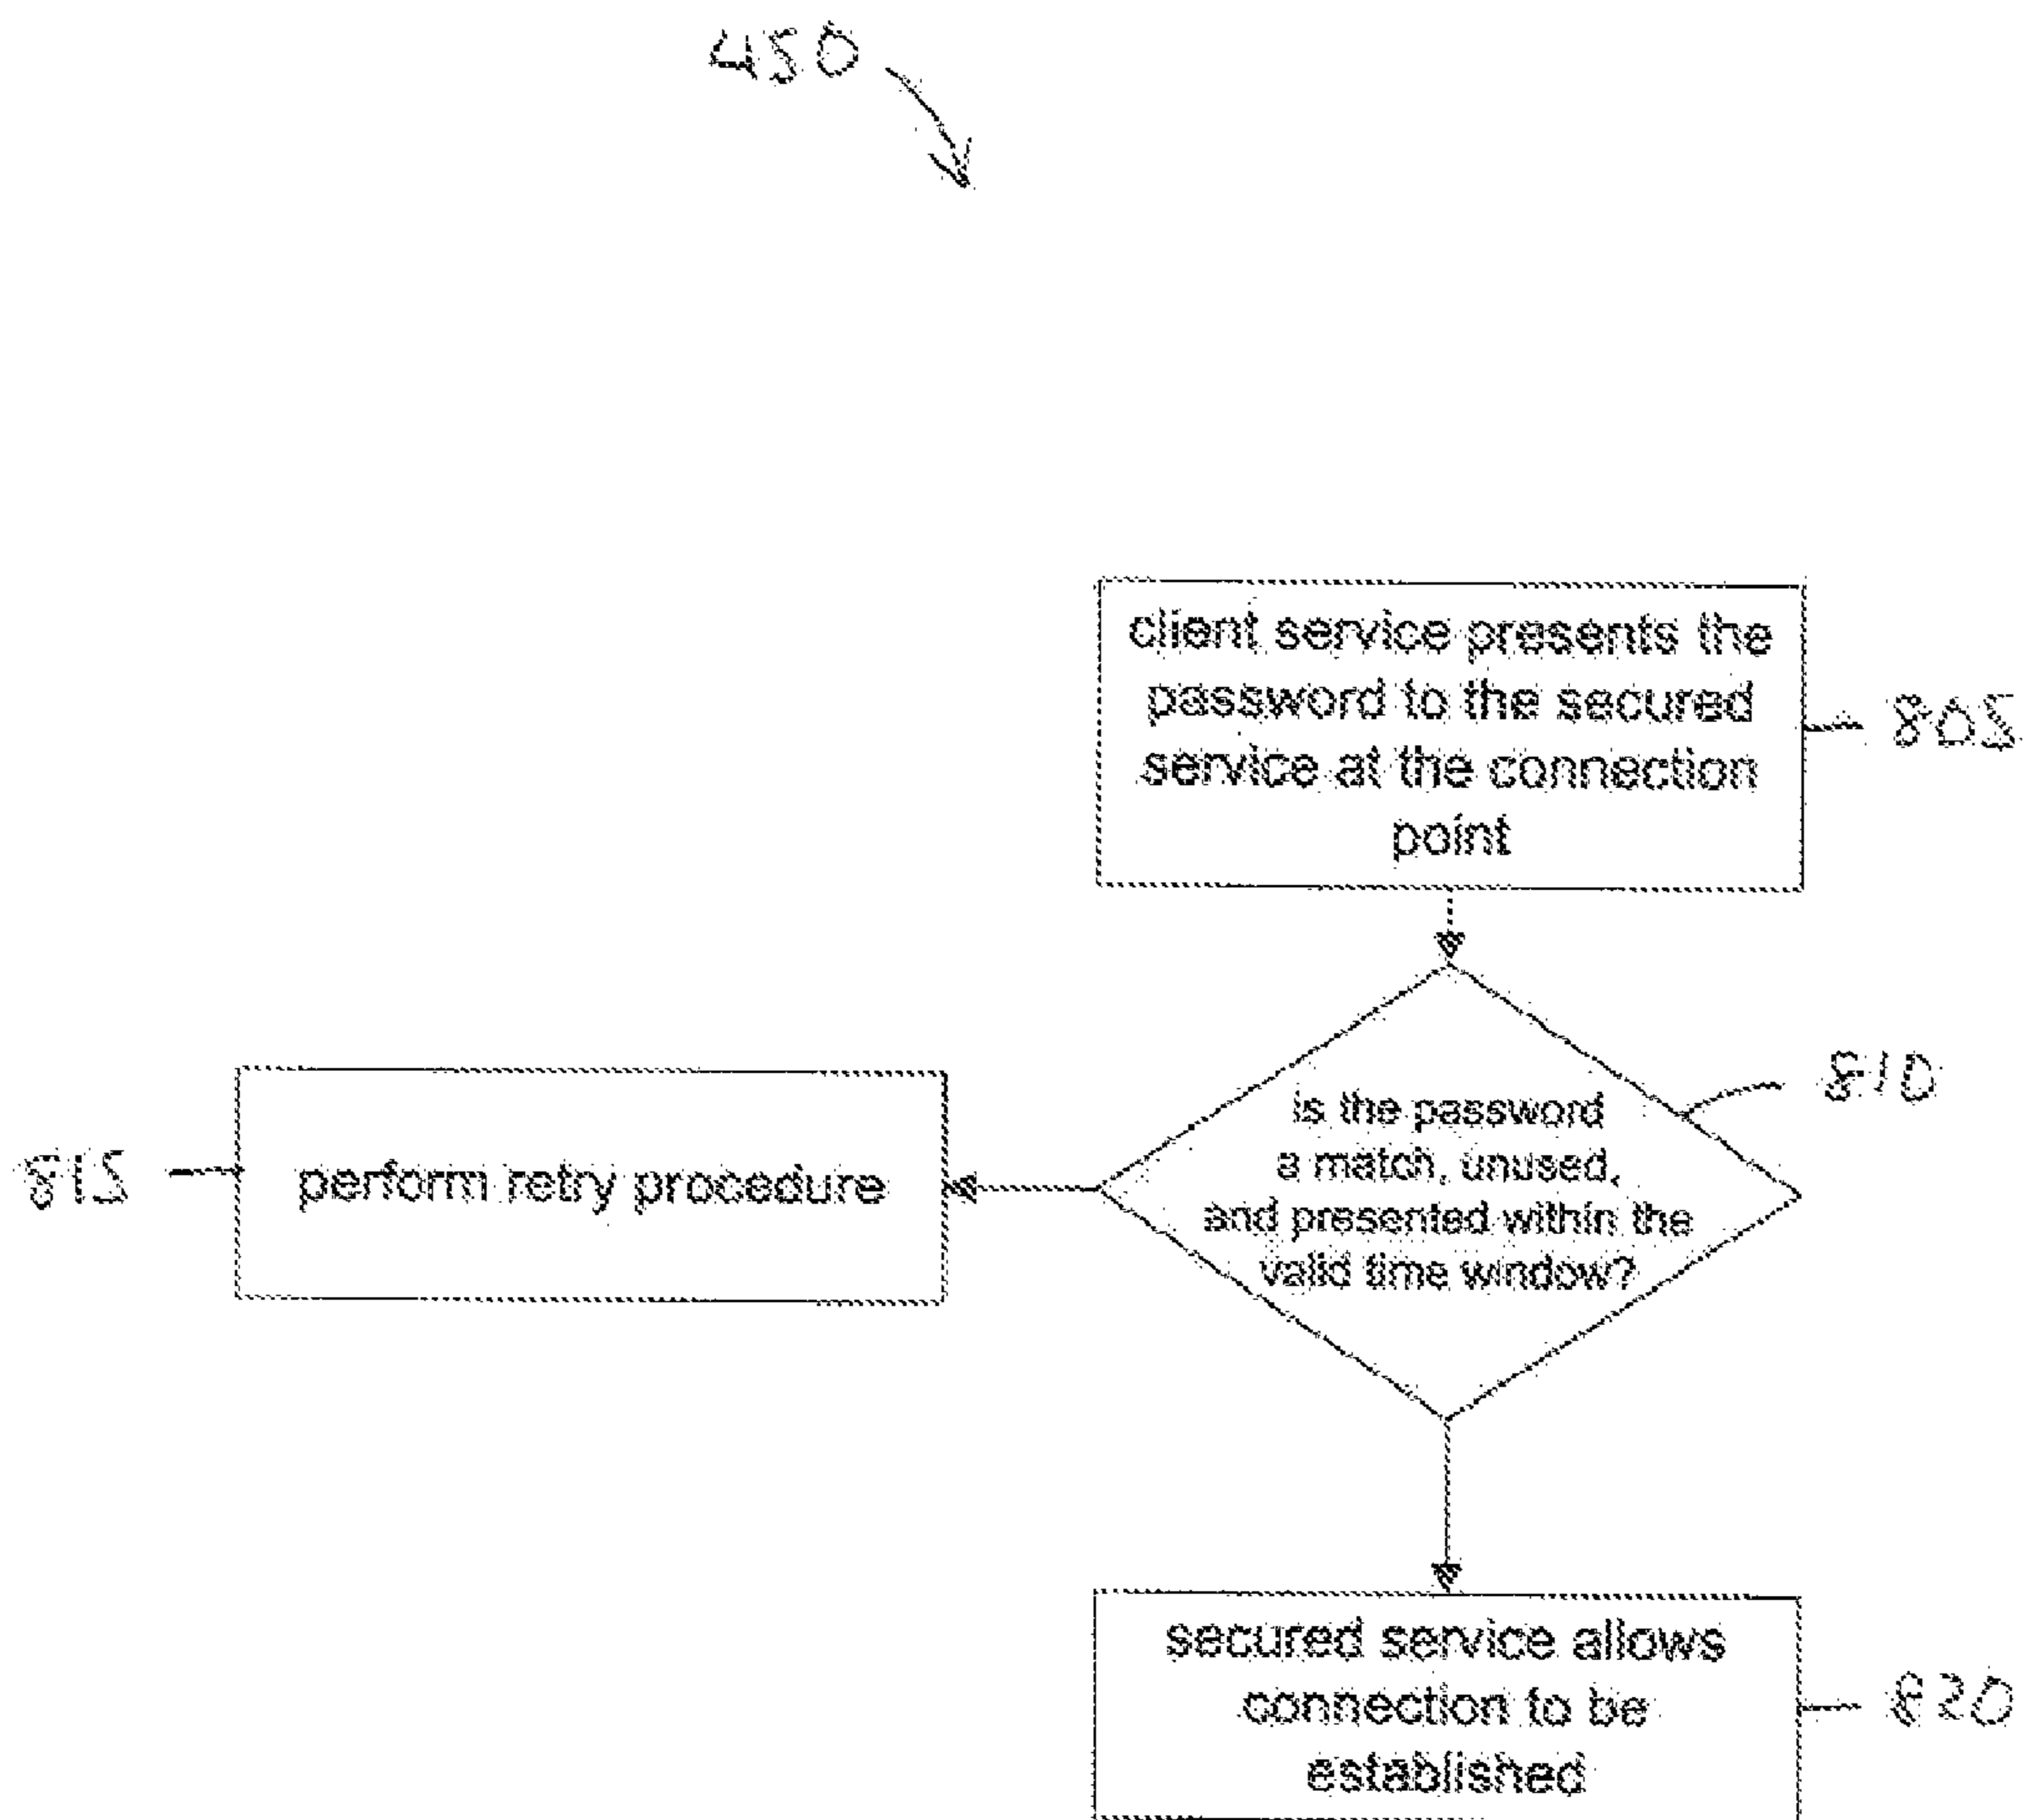 450
client service presents the
password to the secured
service at the connection
point
805
is the password
a match, unused,
and presented within the
valid time window?
810
815
perform retry procedure
secured service allows
connection to be
established
820